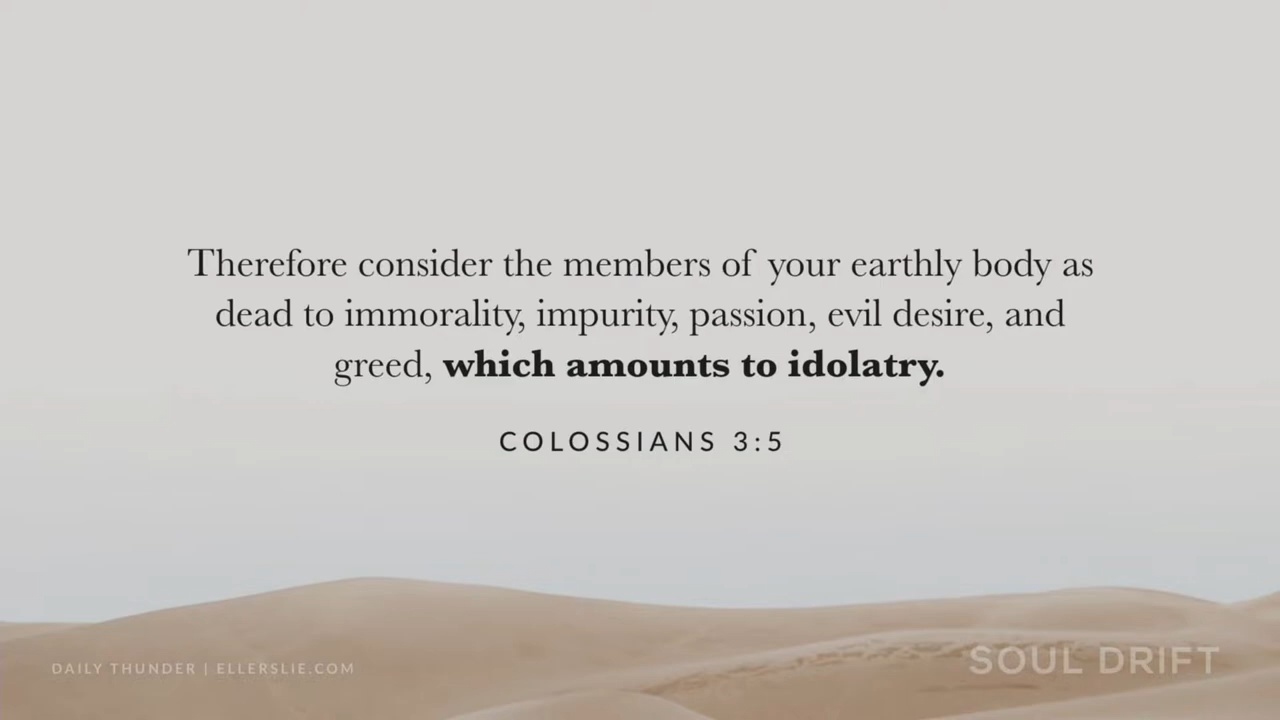 Therefore consider the members of your earthly body as
dead to immorality, impurity, passion, evil desire, and
greed, which amounts to idolatry.
COLOSSIANS 3:5
DAILY THUNDER | ELLERSLIE.COM
SOUL DRIFT